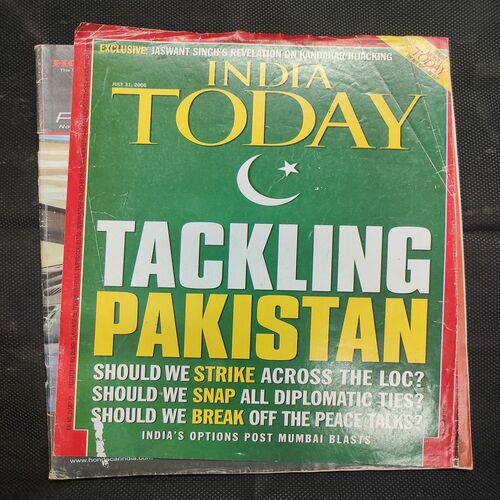 EXCLUSIVE: JASWANT SINGH'S REVELATION ON KANDAHAR HIJACKING
INDIA
TODAY
JULY 31, 2006
TODAY
TACKLING
PAKISTAN
SHOULD WE STRIKE ACROSS THE LOC?
SHOULD WE SNAP ALL DIPLOMATIC TIES?
SHOULD WE BREAK OFF THE PEACE TALKS?
INDIA'S OPTIONS POST MUMBAI BLASTS
www.hondacarindia.com